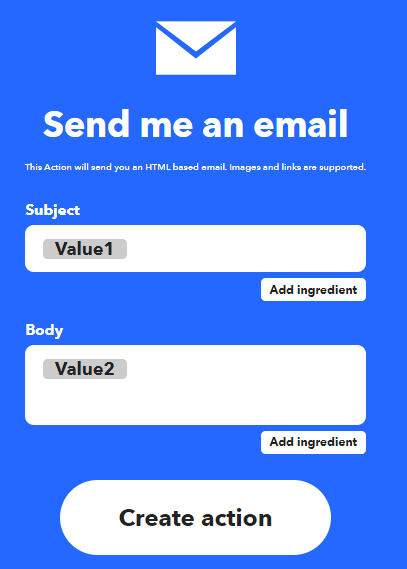 Send me an email
This Action will send you an HTML based email. Images and links are supported.
Subject
Value1
Add ingredient
Body
Value2
Add ingredient
Create action